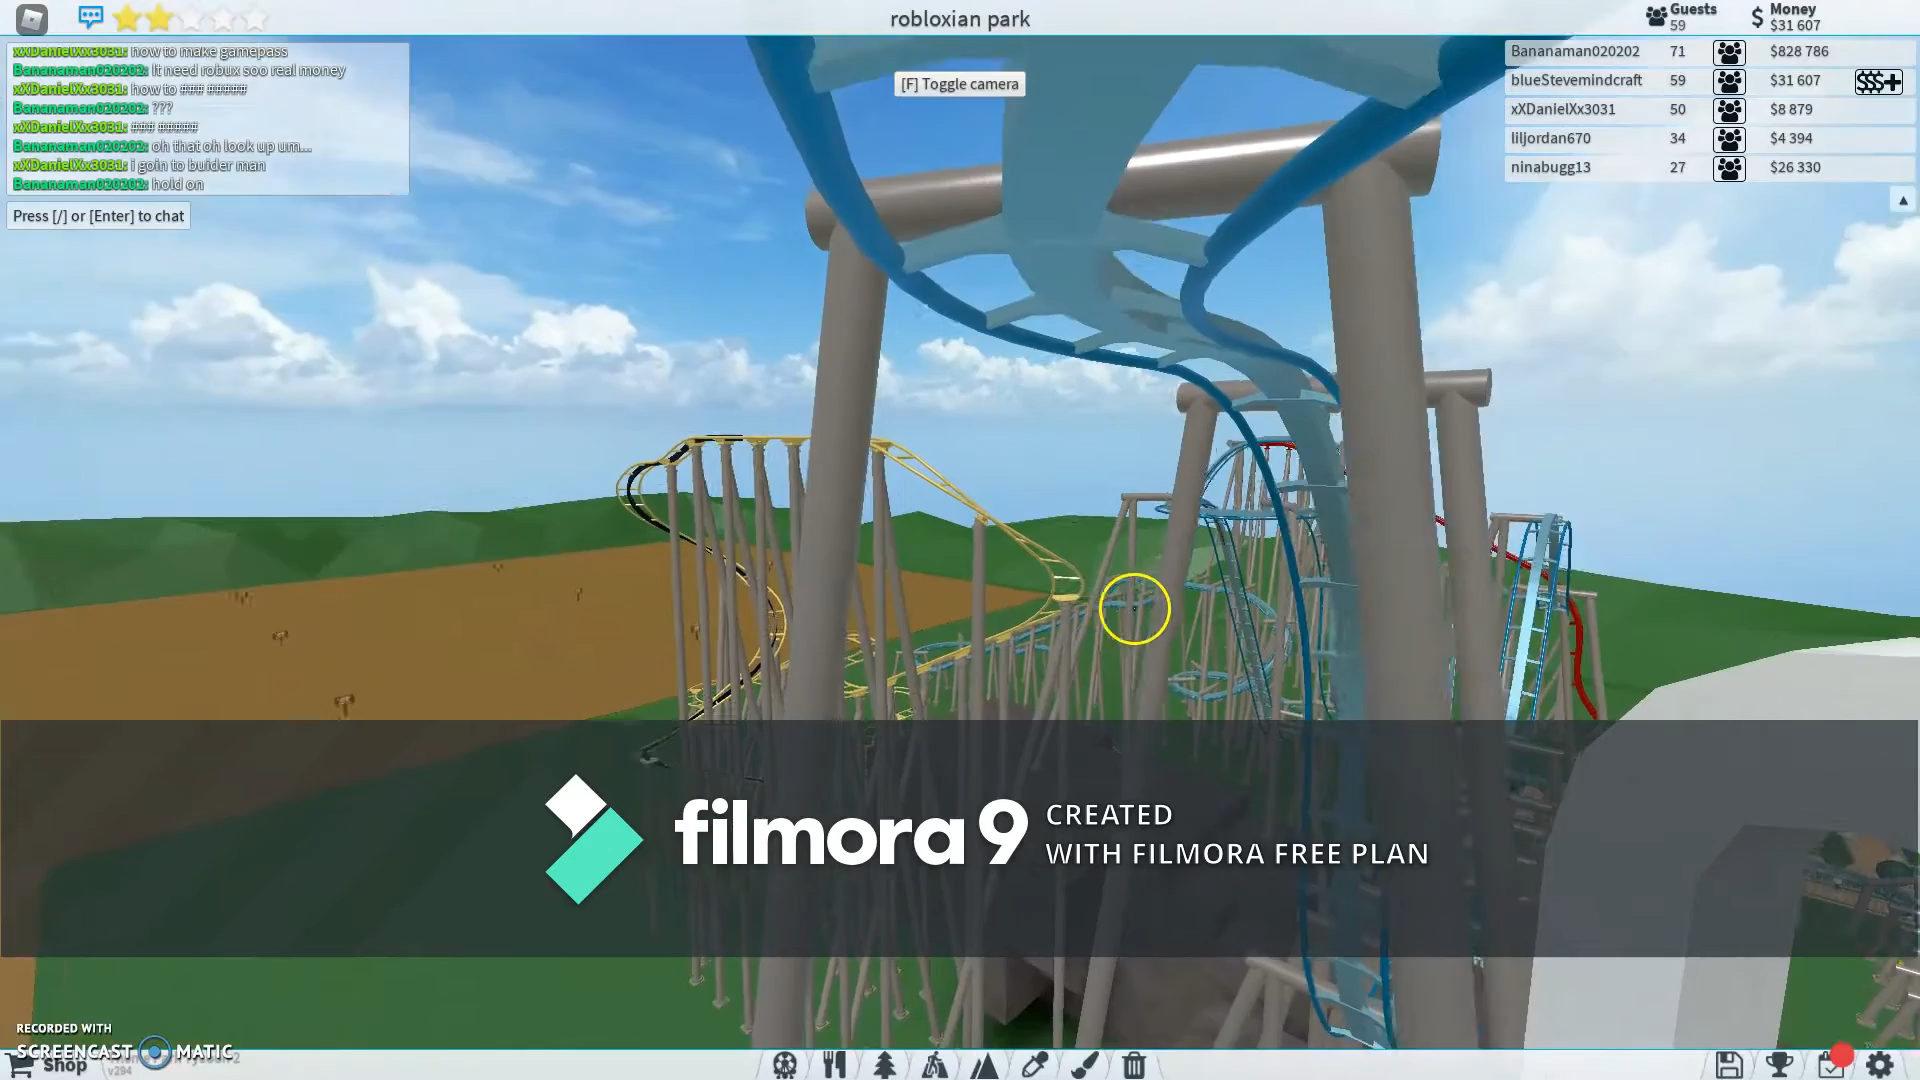 robloxian park
Guests
59
Money
$31 607
xXDanielXx3031: how to make gamepass
Bananaman020202: It need robux soo real money
xXDanielXx3031: how to ### #####
Bananaman020202: ???
xXDanielXx3031: ### #####
Bananaman020202: oh that oh look up um...
xXDanielXx3031: i goin to buider man
Bananaman020202: hold on
Press [/] or [Enter] to chat
[F] Toggle camera
Bananaman020202 71 $828 786
blueStevemindcraft 59 $31 607 $$$+
xXDanielXx3031 50 $8 879
liljordan670 34 $4 394
ninabugg13 27 $26 330
filmora 9 CREATED
WITH FILMORA FREE PLAN
RECORDED WITH
SCREENCAST MATIC
Shop
v294